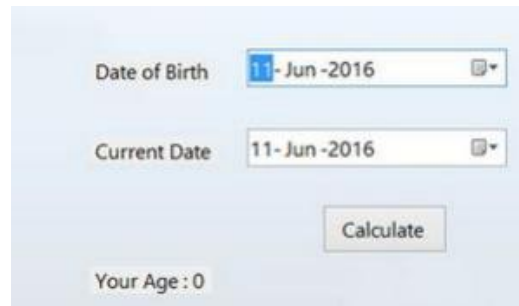 Date of Birth 11- Jun -2016
Current Date 11- Jun -2016
Calculate
Your Age : 0